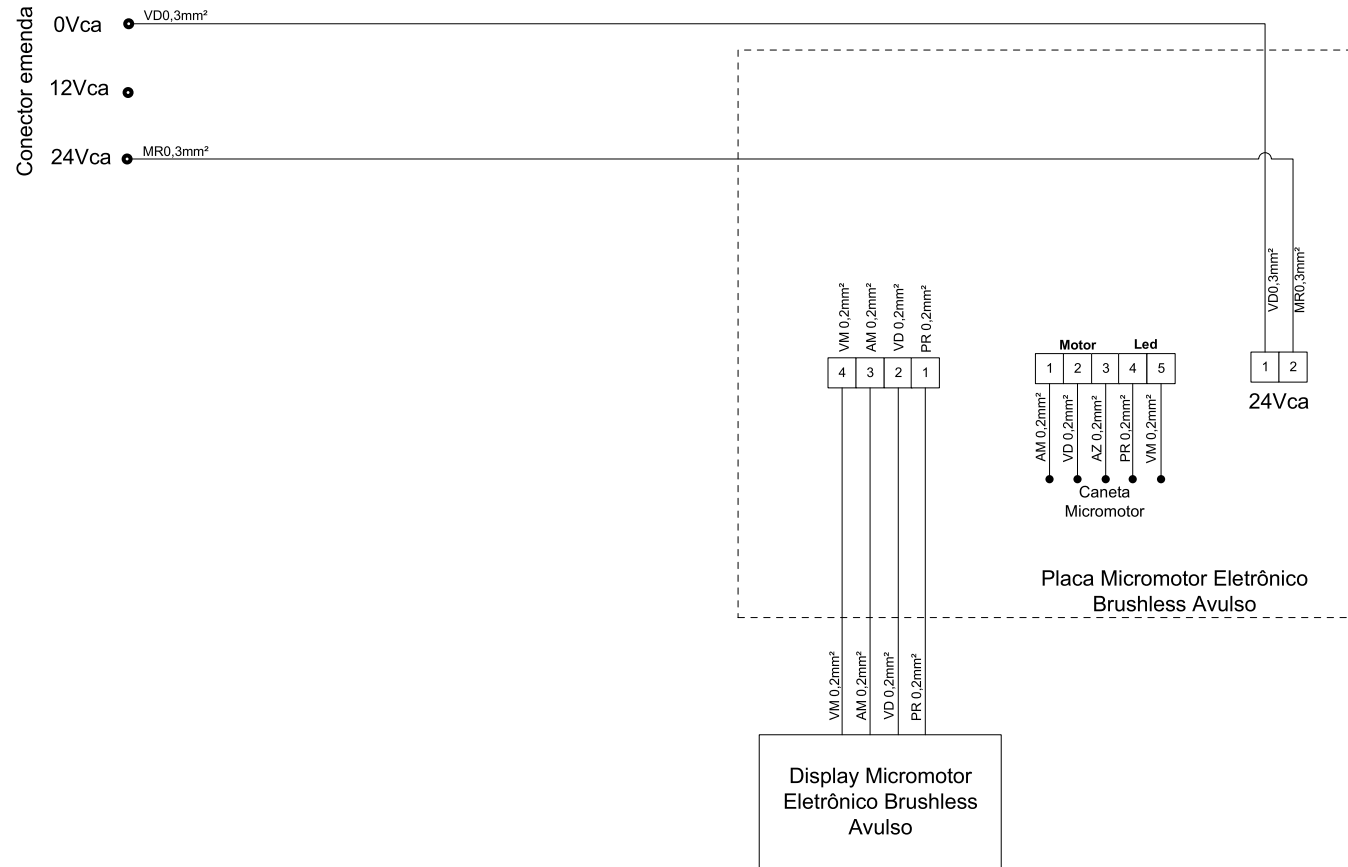 Conector emenda
0Vca
VD0,3mm²
12Vca
24Vca
MR0,3mm²
VD0,3mm²
MR0,3mm²
VM 0,2mm²
AM 0,2mm²
VD 0,2mm²
PR 0,2mm²
4 3 2 1
Motor Led
1 2 3 4 5
1 2
24Vca
AM 0,2mm²
VD 0,2mm²
AZ 0,2mm²
PR 0,2mm²
VM 0,2mm²
Caneta
Micromotor
Placa Micromotor Eletrônico
Brushless Avulso
VM 0,2mm²
AM 0,2mm²
VD 0,2mm²
PR 0,2mm²
Display Micromotor
Eletrônico Brushless
Avulso